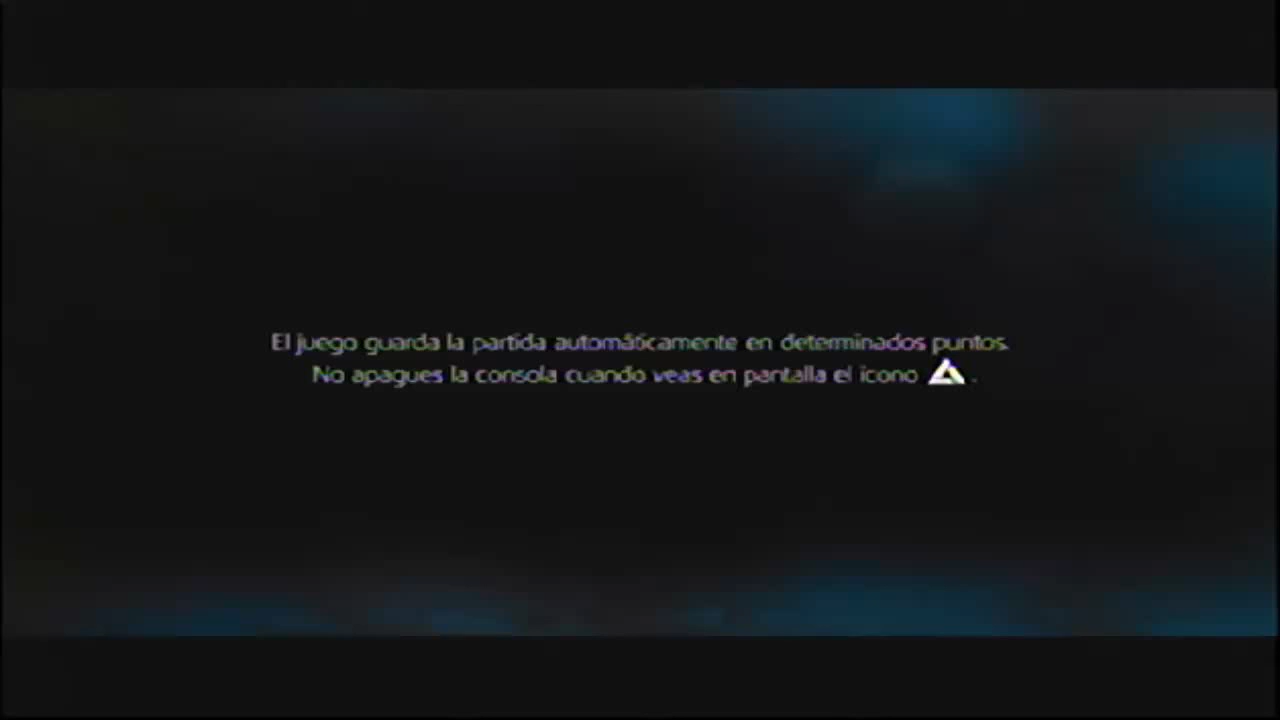 El juego guarda la partida automáticamente en determinados puntos.
No apagues la consola cuando veas en pantalla el icono .